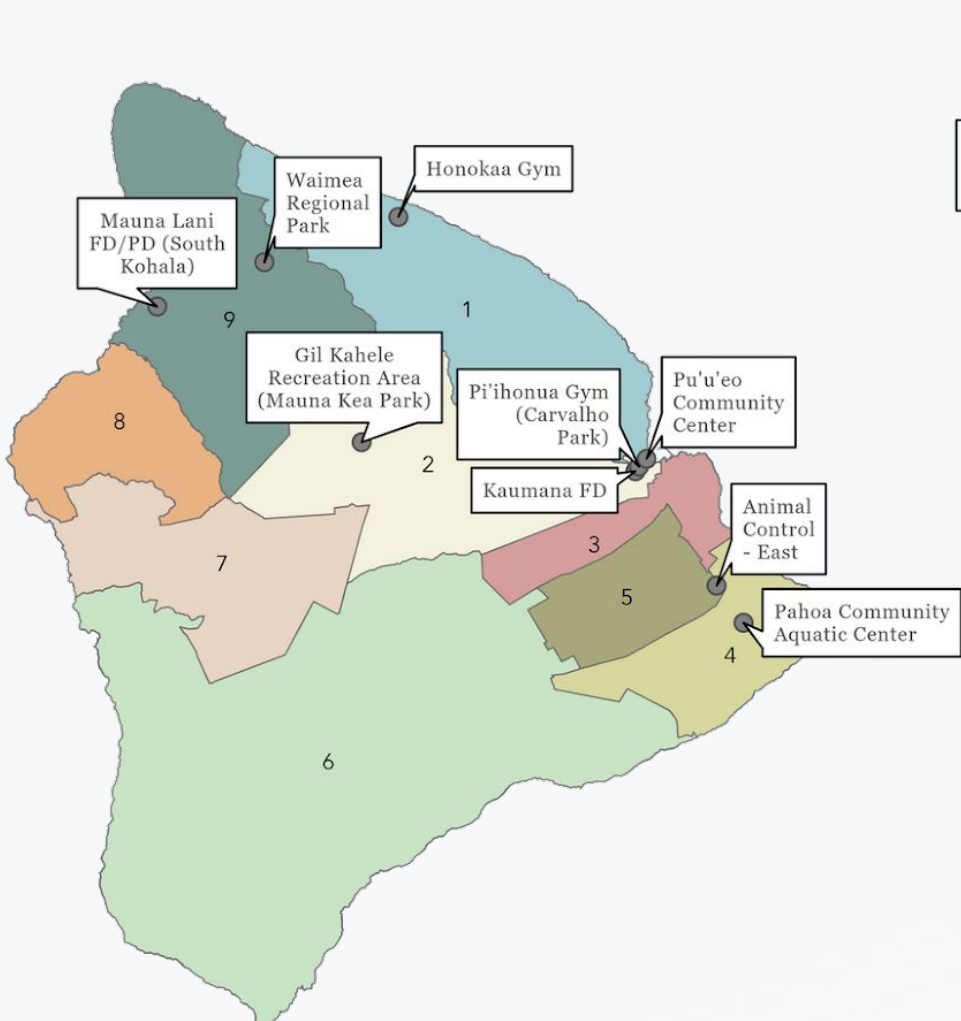 Honokaa Gym
Waimea
Regional
Park
Mauna Lani
FD/PD (South
Kohala)
1
9
Gil Kahele
Recreation Area
(Mauna Kea Park)
Pi'ihonua Gym
(Carvalho
Park)
Pu'u'eo
Community
Center
8
2
Kaumana FD
Animal
Control
- East
3
7
5
Pahoa Community
Aquatic Center
4
6